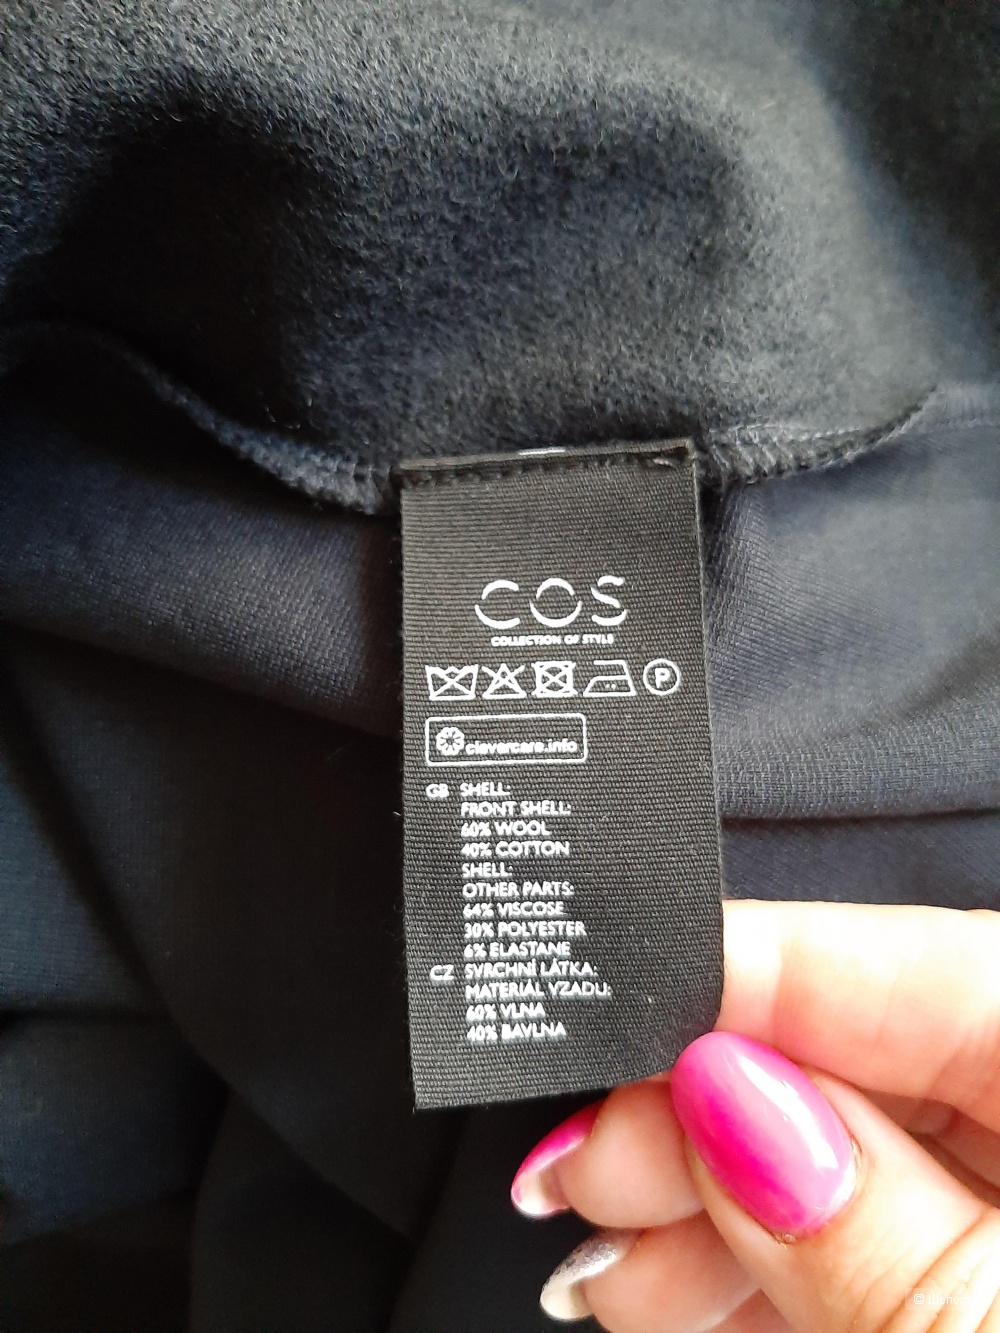 COS
COLLECTION OF STYLE
P
clevercare.info
GB SHELL:
FRONT SHELL:
60% WOOL
40% COTTON
SHELL:
OTHER PARTS:
64% VISCOSE
30% POLYESTER
6% ELASTANE
CZ SVRCHNÍ LÁTKA:
MATERIÁL VZADU:
60% VLNA
40% BAVLNA
©